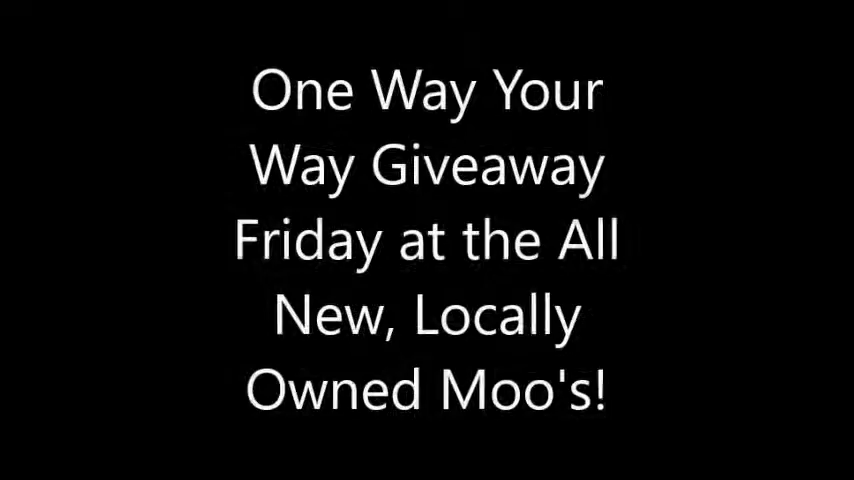 One Way Your
Way Giveaway
Friday at the All
New, Locally
Owned Moo's!